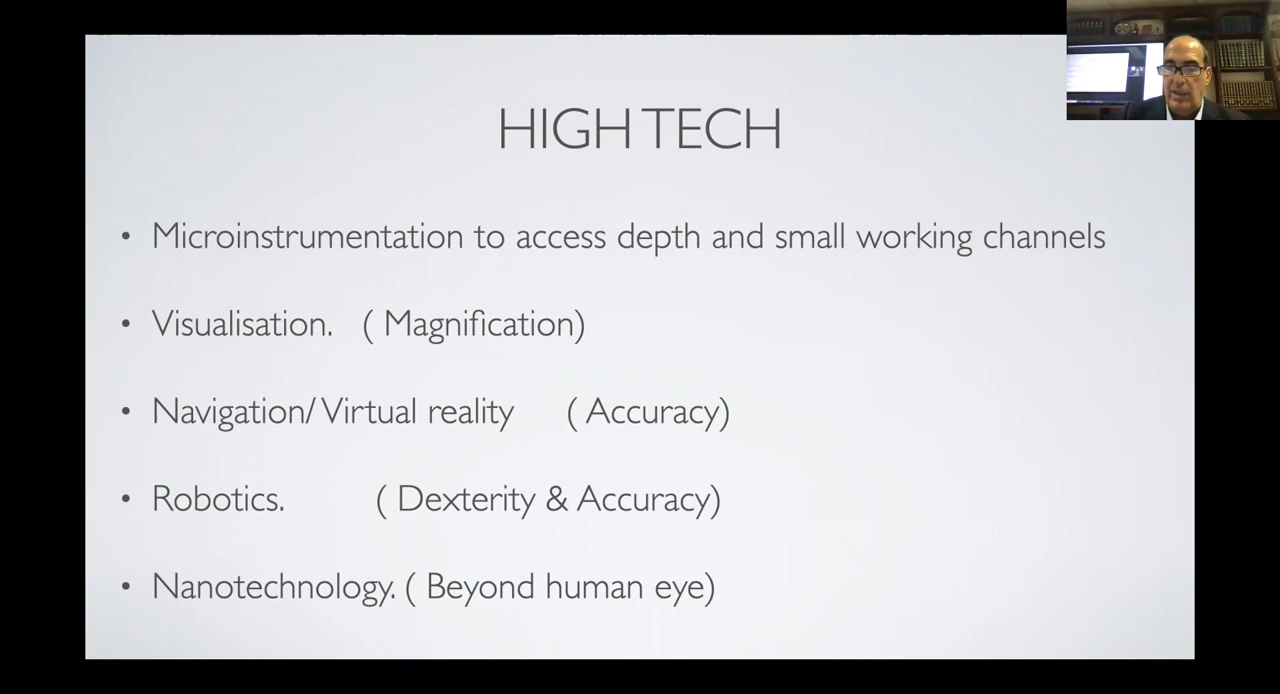 HIGH TECH
• Microinstrumentation to access depth and small working channels
• Visualisation. ( Magnification)
• Navigation/ Virtual reality ( Accuracy)
• Robotics. ( Dexterity & Accuracy)
• Nanotechnology. ( Beyond human eye)